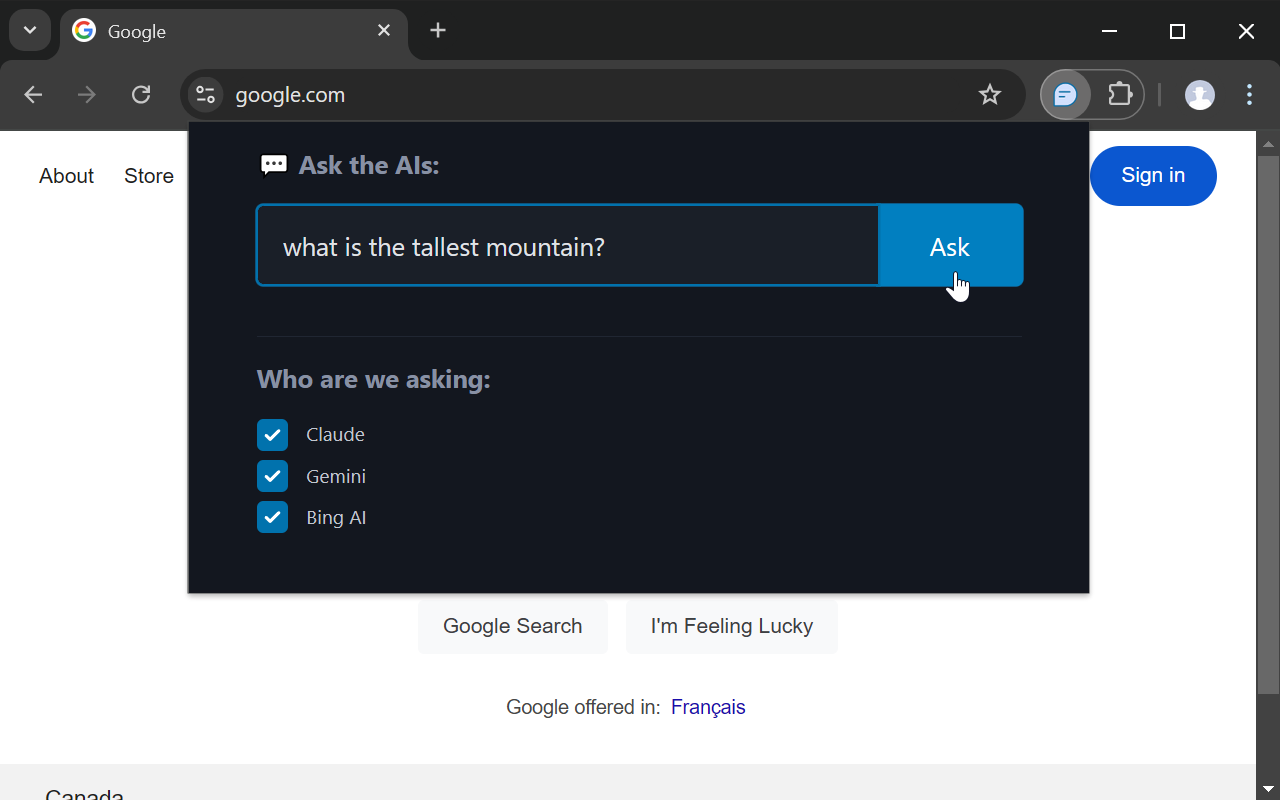 Google
google.com
About Store
Sign in
Ask the AIs:
what is the tallest mountain?
Ask
Who are we asking:
Claude
Gemini
Bing AI
Google Search
I'm Feeling Lucky
Google offered in: Français
Canada